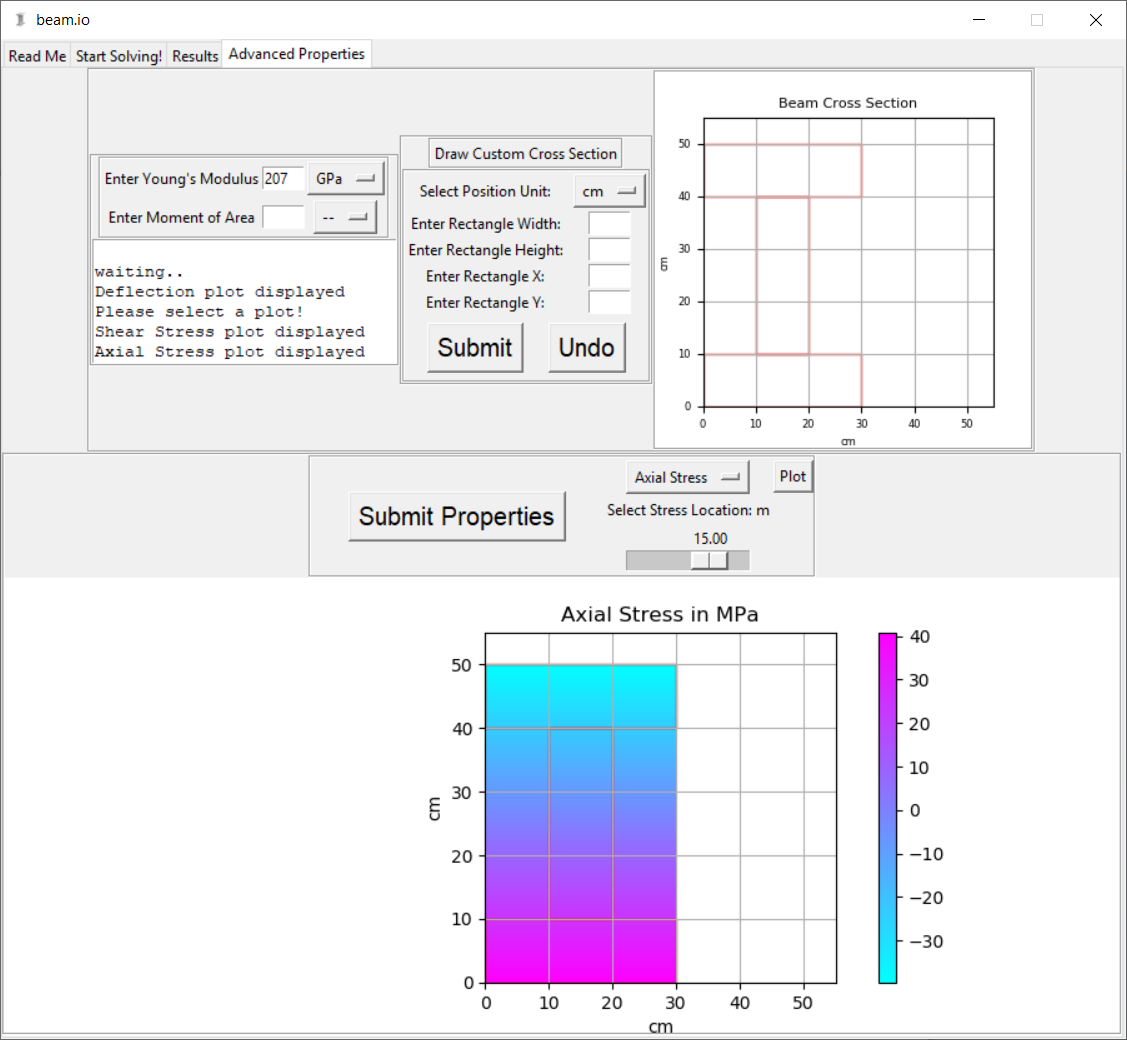 beam.io
Read Me Start Solving! Results Advanced Properties
Enter Young's Modulus 207 GPa
Enter Moment of Area --
waiting..
Deflection plot displayed
Please select a plot!
Shear Stress plot displayed
Axial Stress plot displayed
Draw Custom Cross Section
Select Position Unit: cm
Enter Rectangle Width:
Enter Rectangle Height:
Enter Rectangle X:
Enter Rectangle Y:
Submit Undo
Beam Cross Section
50
40
30
20
10
0
cm
0 10 20 30 40 50
cm
Submit Properties
Axial Stress Plot
Select Stress Location: m
15.00
Axial Stress in MPa
50
40
30
20
10
0
cm
0 10 20 30 40 50
cm
40
30
20
10
0
−10
−20
−30